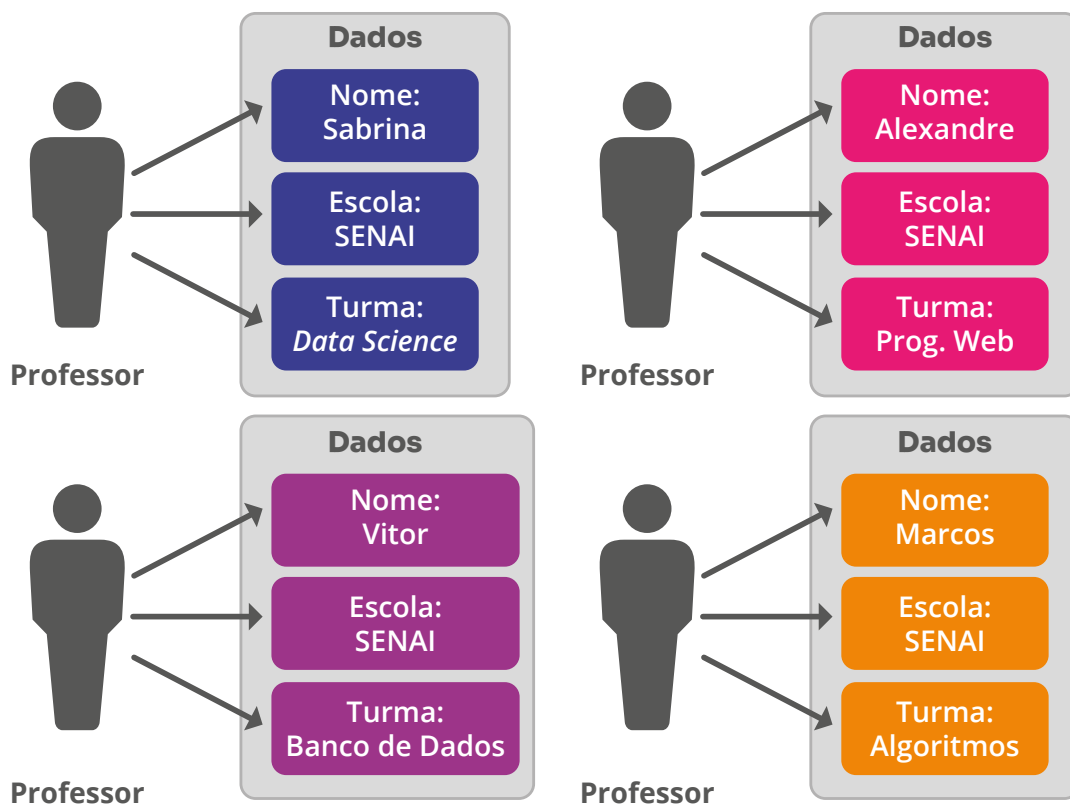 Dados
Nome:
Sabrina
Escola:
SENAI
Turma:
Data Science
Professor
Dados
Nome:
Alexandre
Escola:
SENAI
Turma:
Prog. Web
Professor
Dados
Nome:
Vitor
Escola:
SENAI
Turma:
Banco de Dados
Professor
Dados
Nome:
Marcos
Escola:
SENAI
Turma:
Algoritmos
Professor